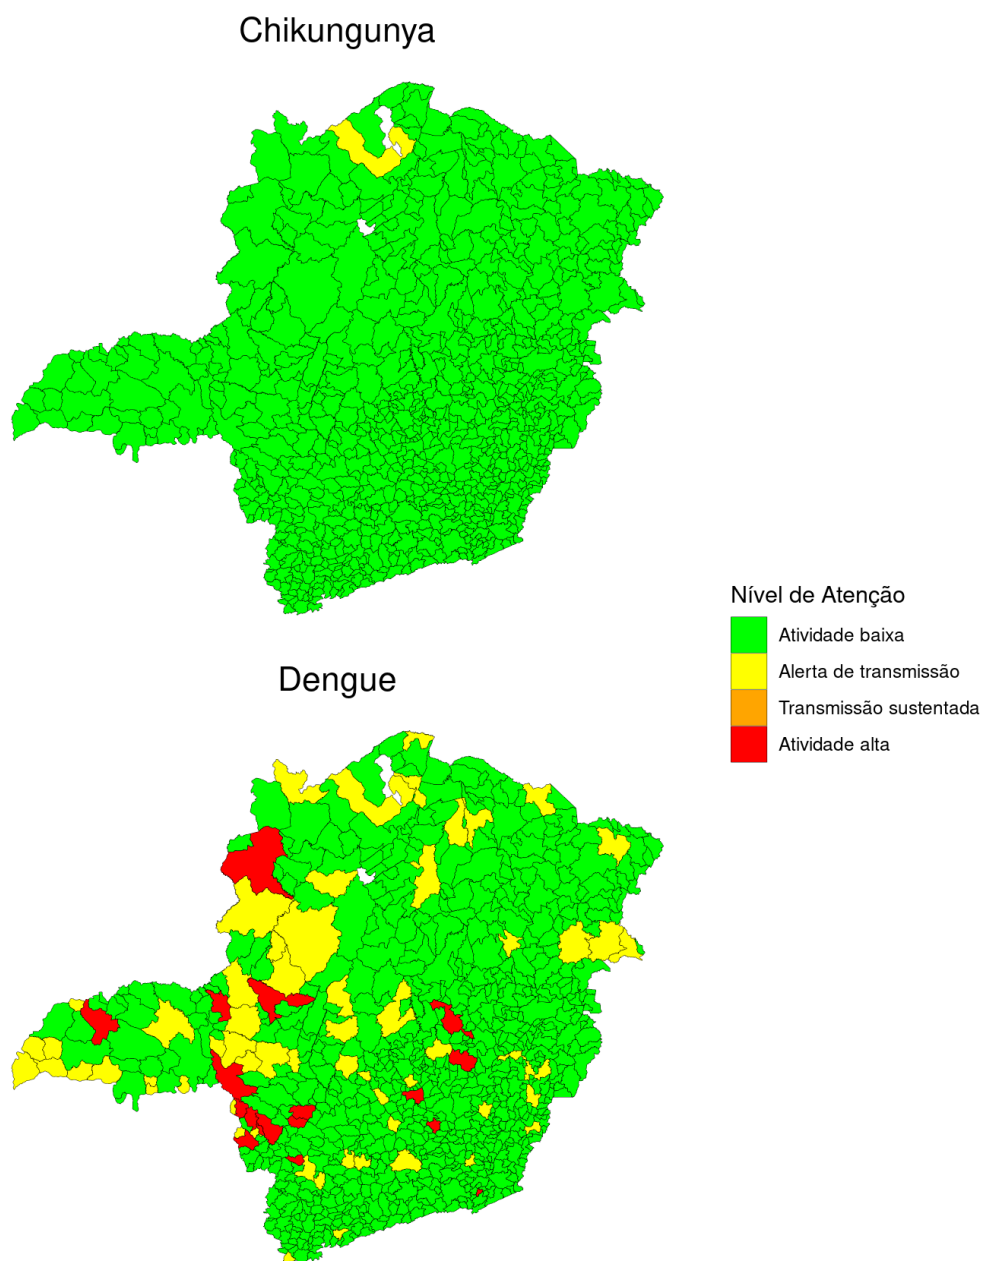 Chikungunya
Nível de Atenção
Atividade baixa
Alerta de transmissão
Transmissão sustentada
Atividade alta
Dengue